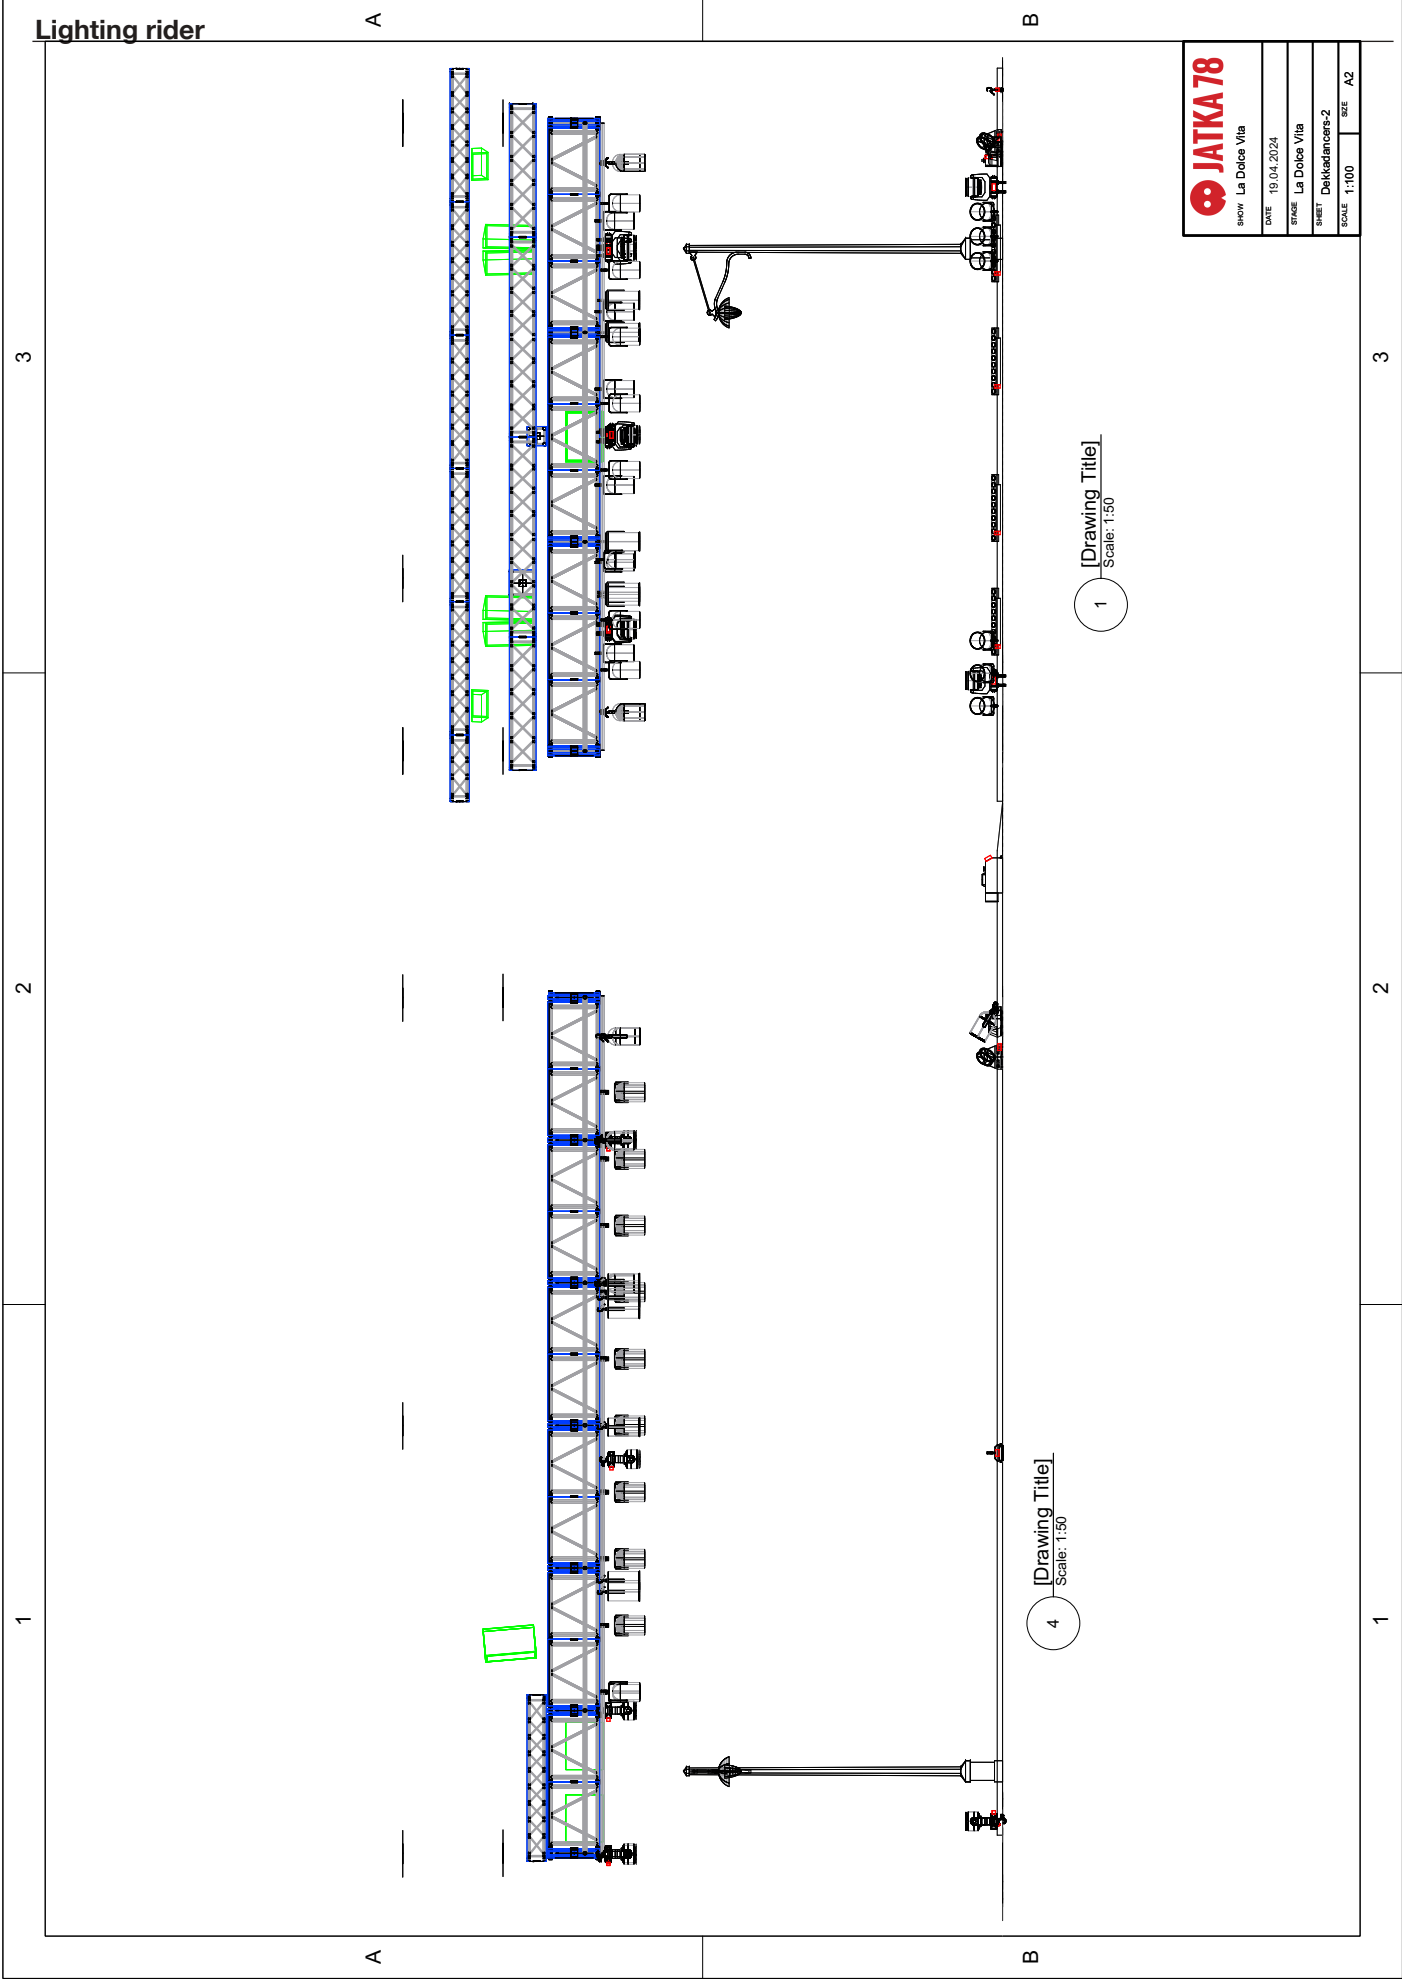 Lighting rider
A
B
3
3
2
2
1
1
A
B
JATKA 78
SHOW La Dolce Vita
DATE 19.04.2024
STAGE La Dolce Vita
SHEET Dekkadancers-2
SCALE 1:100 SIZE A2
1 [Drawing Title]
Scale: 1:50
4 [Drawing Title]
Scale: 1:50